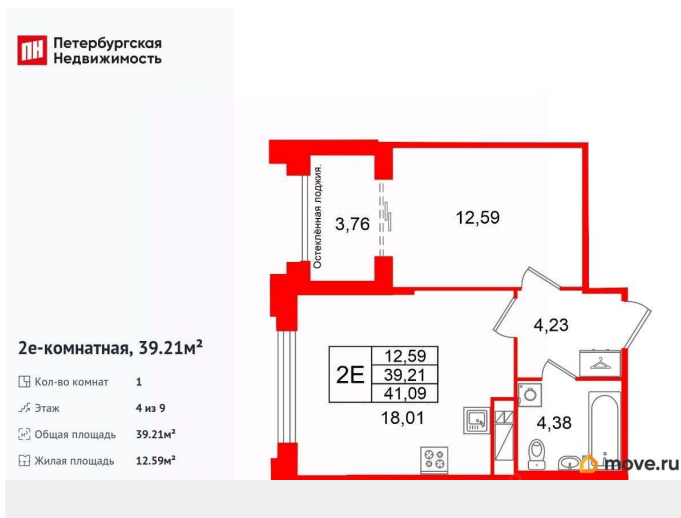 ПН Петербургская
Недвижимость
2е-комнатная, 39.21м²
Кол-во комнат 1
Этаж 4 из 9
Общая площадь 39.21м²
Жилая площадь 12.59м²
Остеклённая лоджия.
3,76
12,59
4,23
2Е
12,59
39,21
41,09
18,01
4,38
move.ru